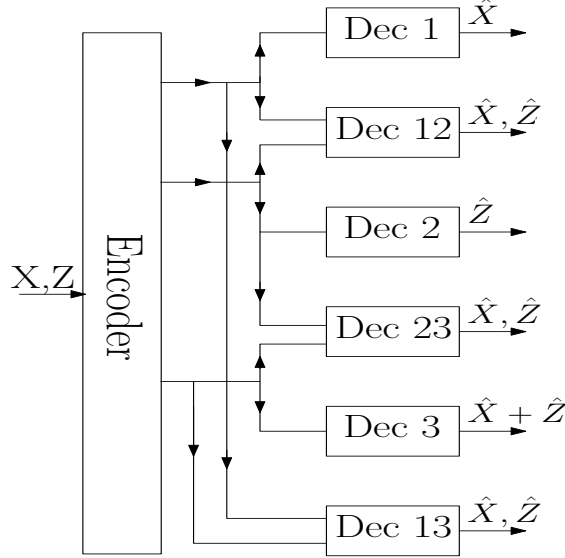 X,Z
Encoder
Dec 1
X̂
Dec 12
X̂, Ẑ
Dec 2
Ẑ
Dec 23
X̂, Ẑ
Dec 3
X̂ + Ẑ
Dec 13
X̂, Ẑ